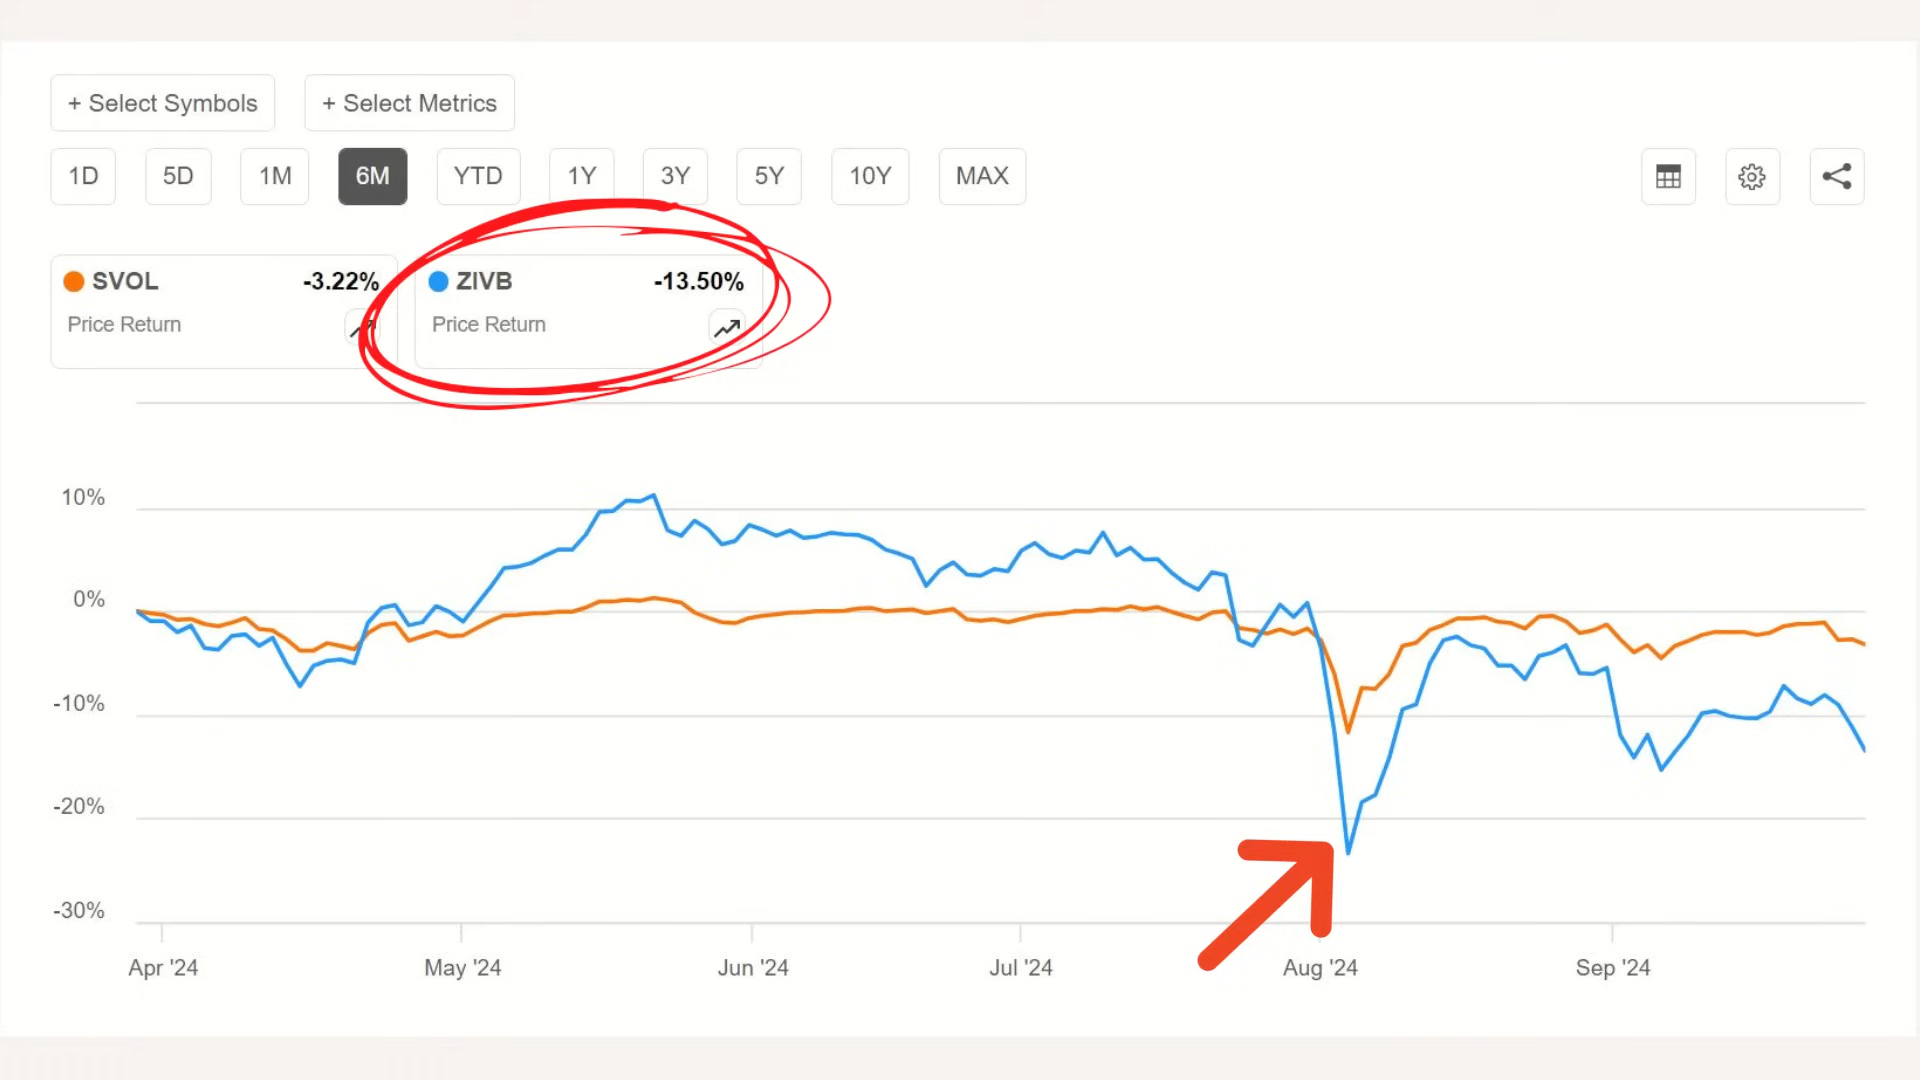 + Select Symbols + Select Metrics
1D 5D 1M 6M YTD 1Y 3Y 5Y 10Y MAX
SVOL -3.22% ZIVB -13.50%
Price Return Price Return
10%
0%
-10%
-20%
-30%
Apr '24 May '24 Jun '24 Jul '24 Aug '24 Sep '24